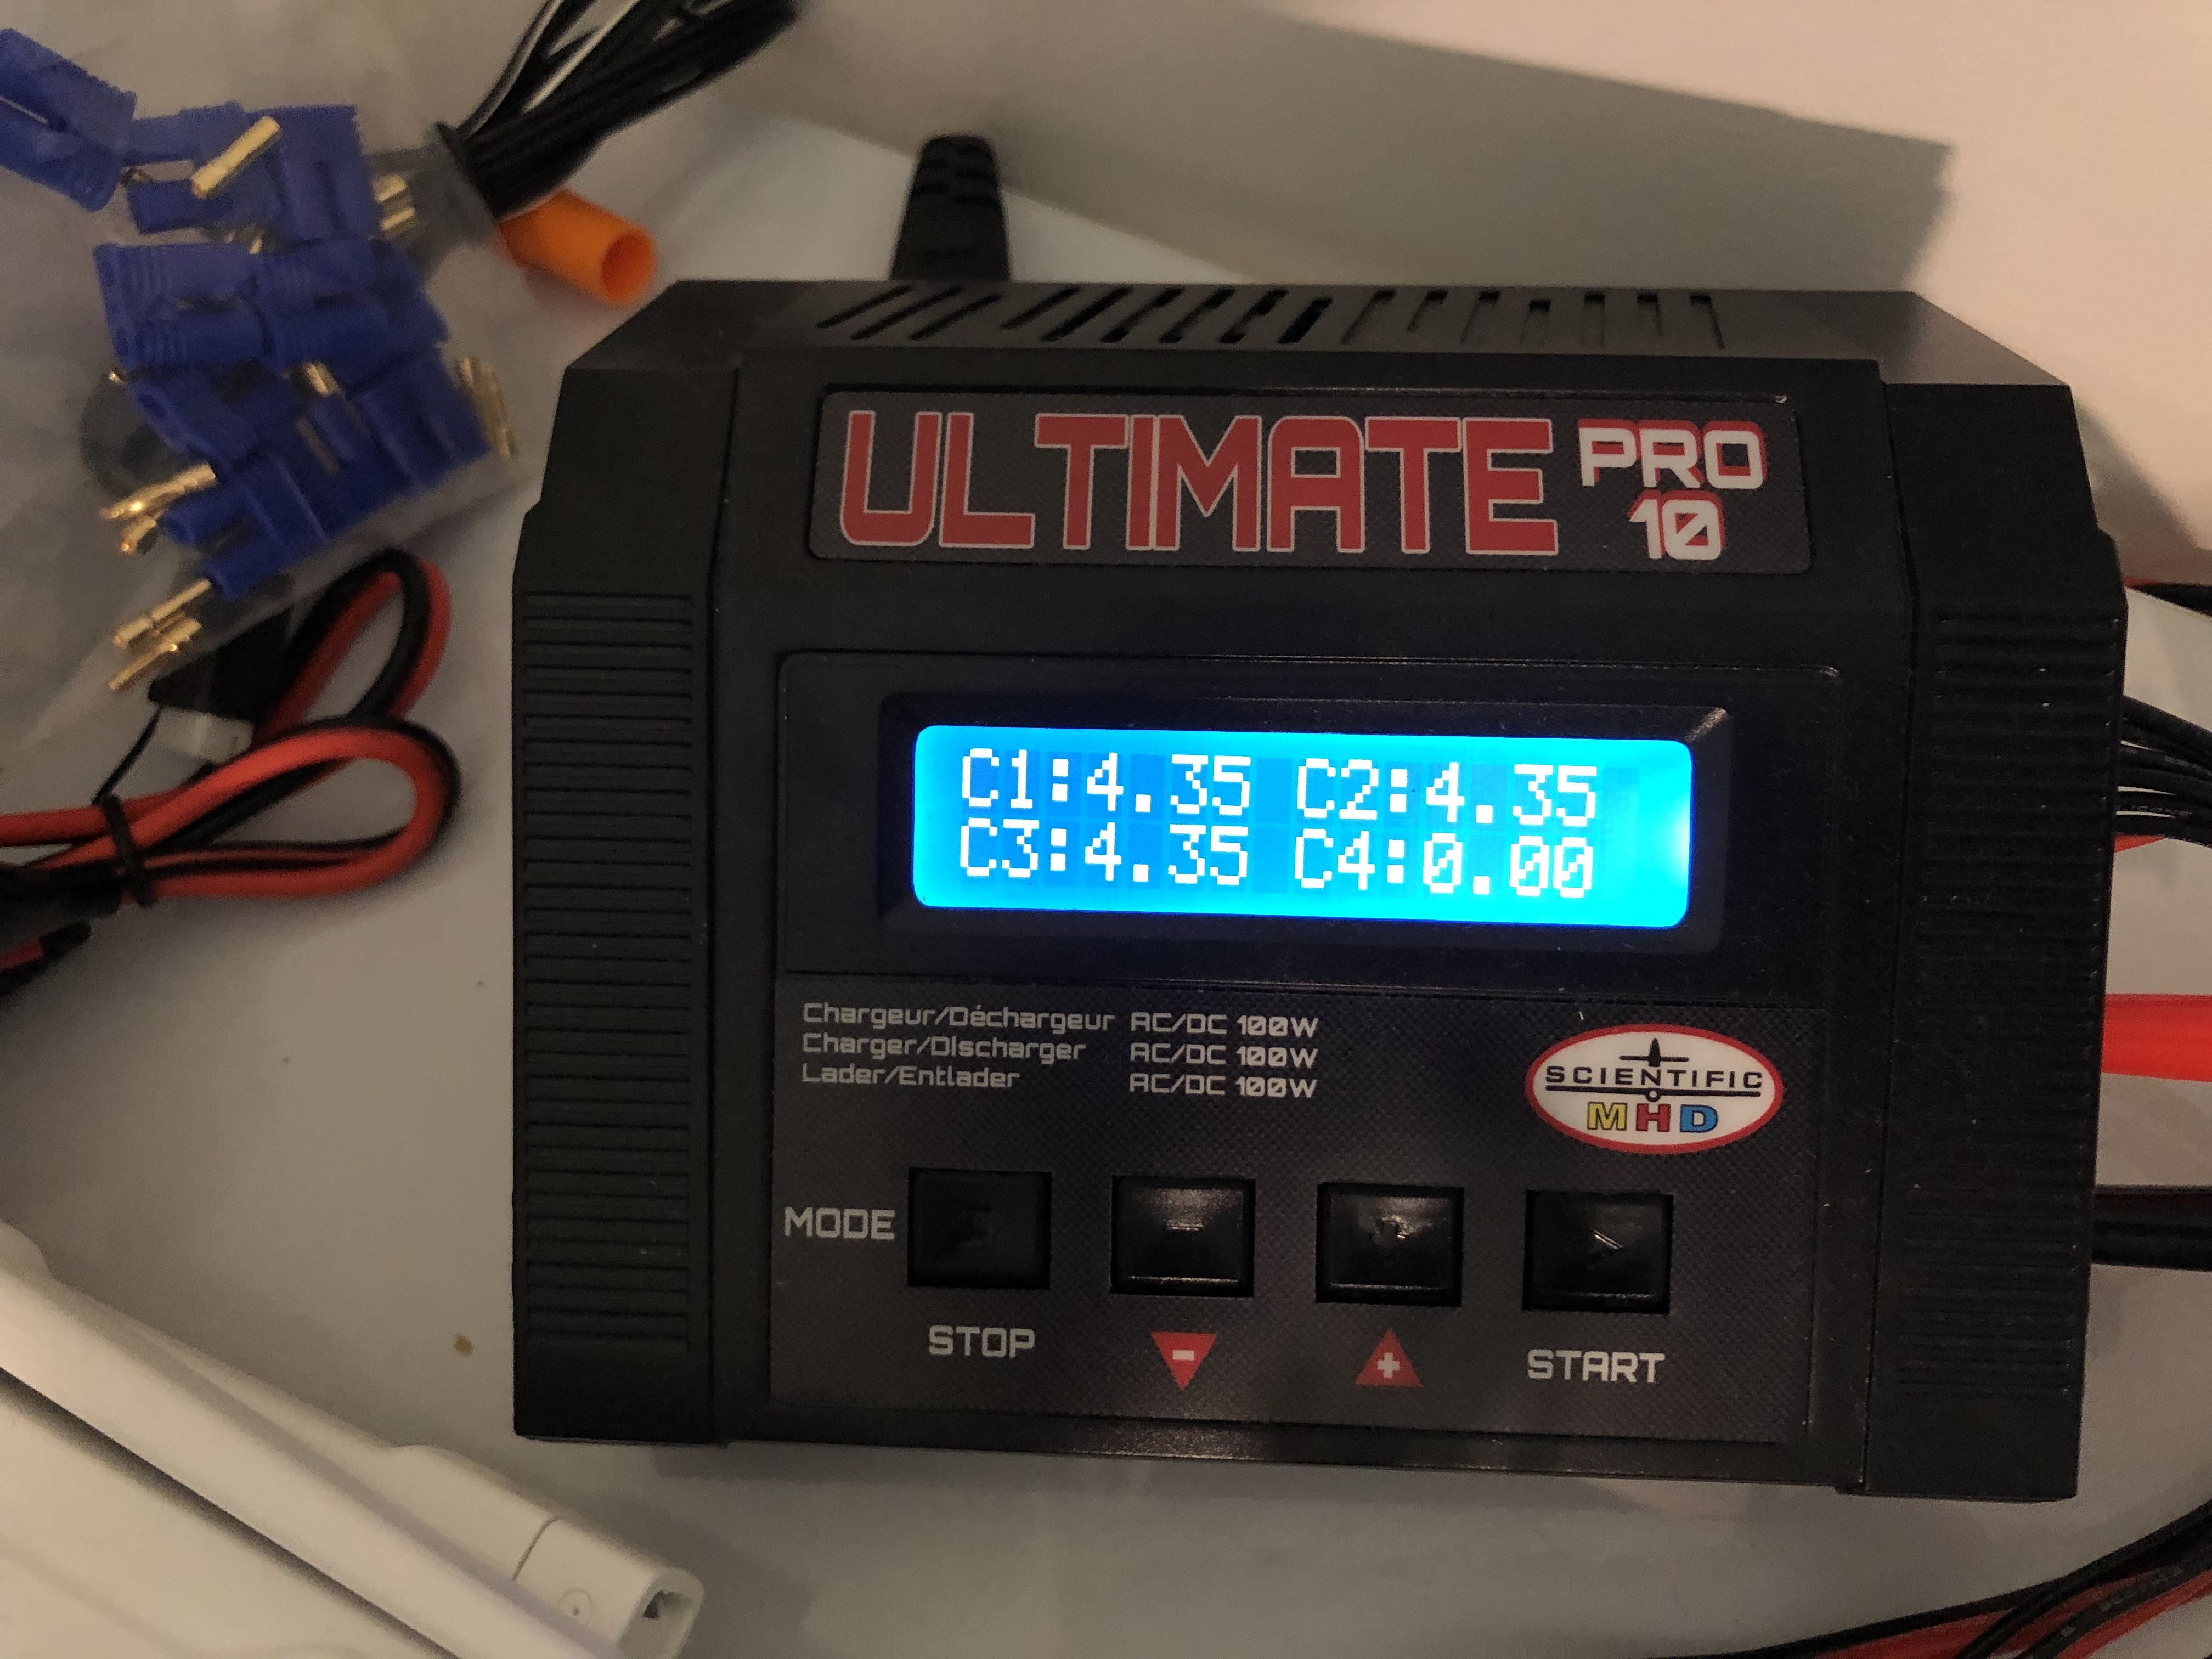 ULTIMATE PRO
10
C1:4.35 C2:4.35
C3:4.35 C4:0.00
Chargeur/Déchargeur AC/DC 100W
Charger/DIscharger AC/DC 100W
Lader/Entlader AC/DC 100W
SCIENTIFIC
MHD
MODE
STOP
-
+
START